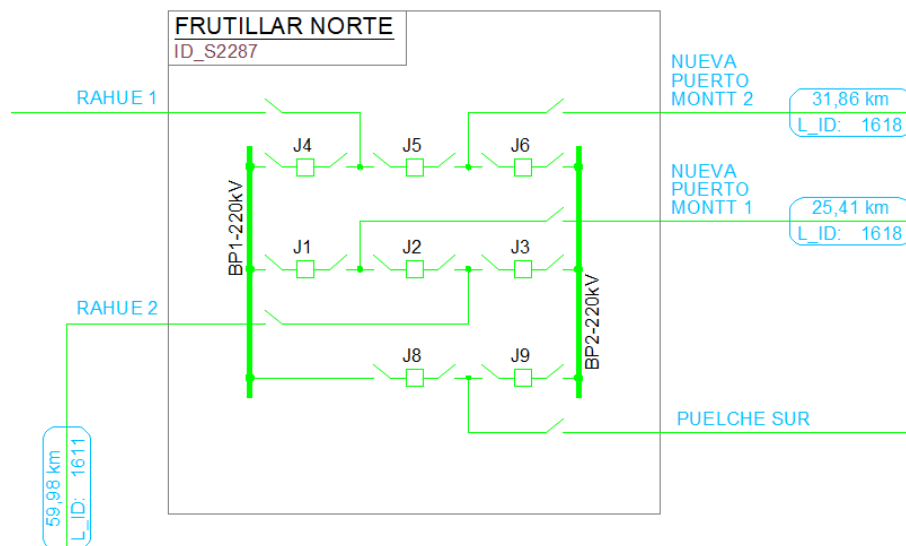 FRUTILLAR NORTE
ID_S2287
RAHUE 1
NUEVA
PUERTO
MONTT 2
31,86 km
L_ID: 1618
J4
J5
J6
NUEVA
PUERTO
MONTT 1
25,41 km
L_ID: 1618
BP1-220kV
J1
J2
J3
RAHUE 2
BP2-220kV
J8
J9
PUELCHE SUR
59,98 km
L_ID: 1611